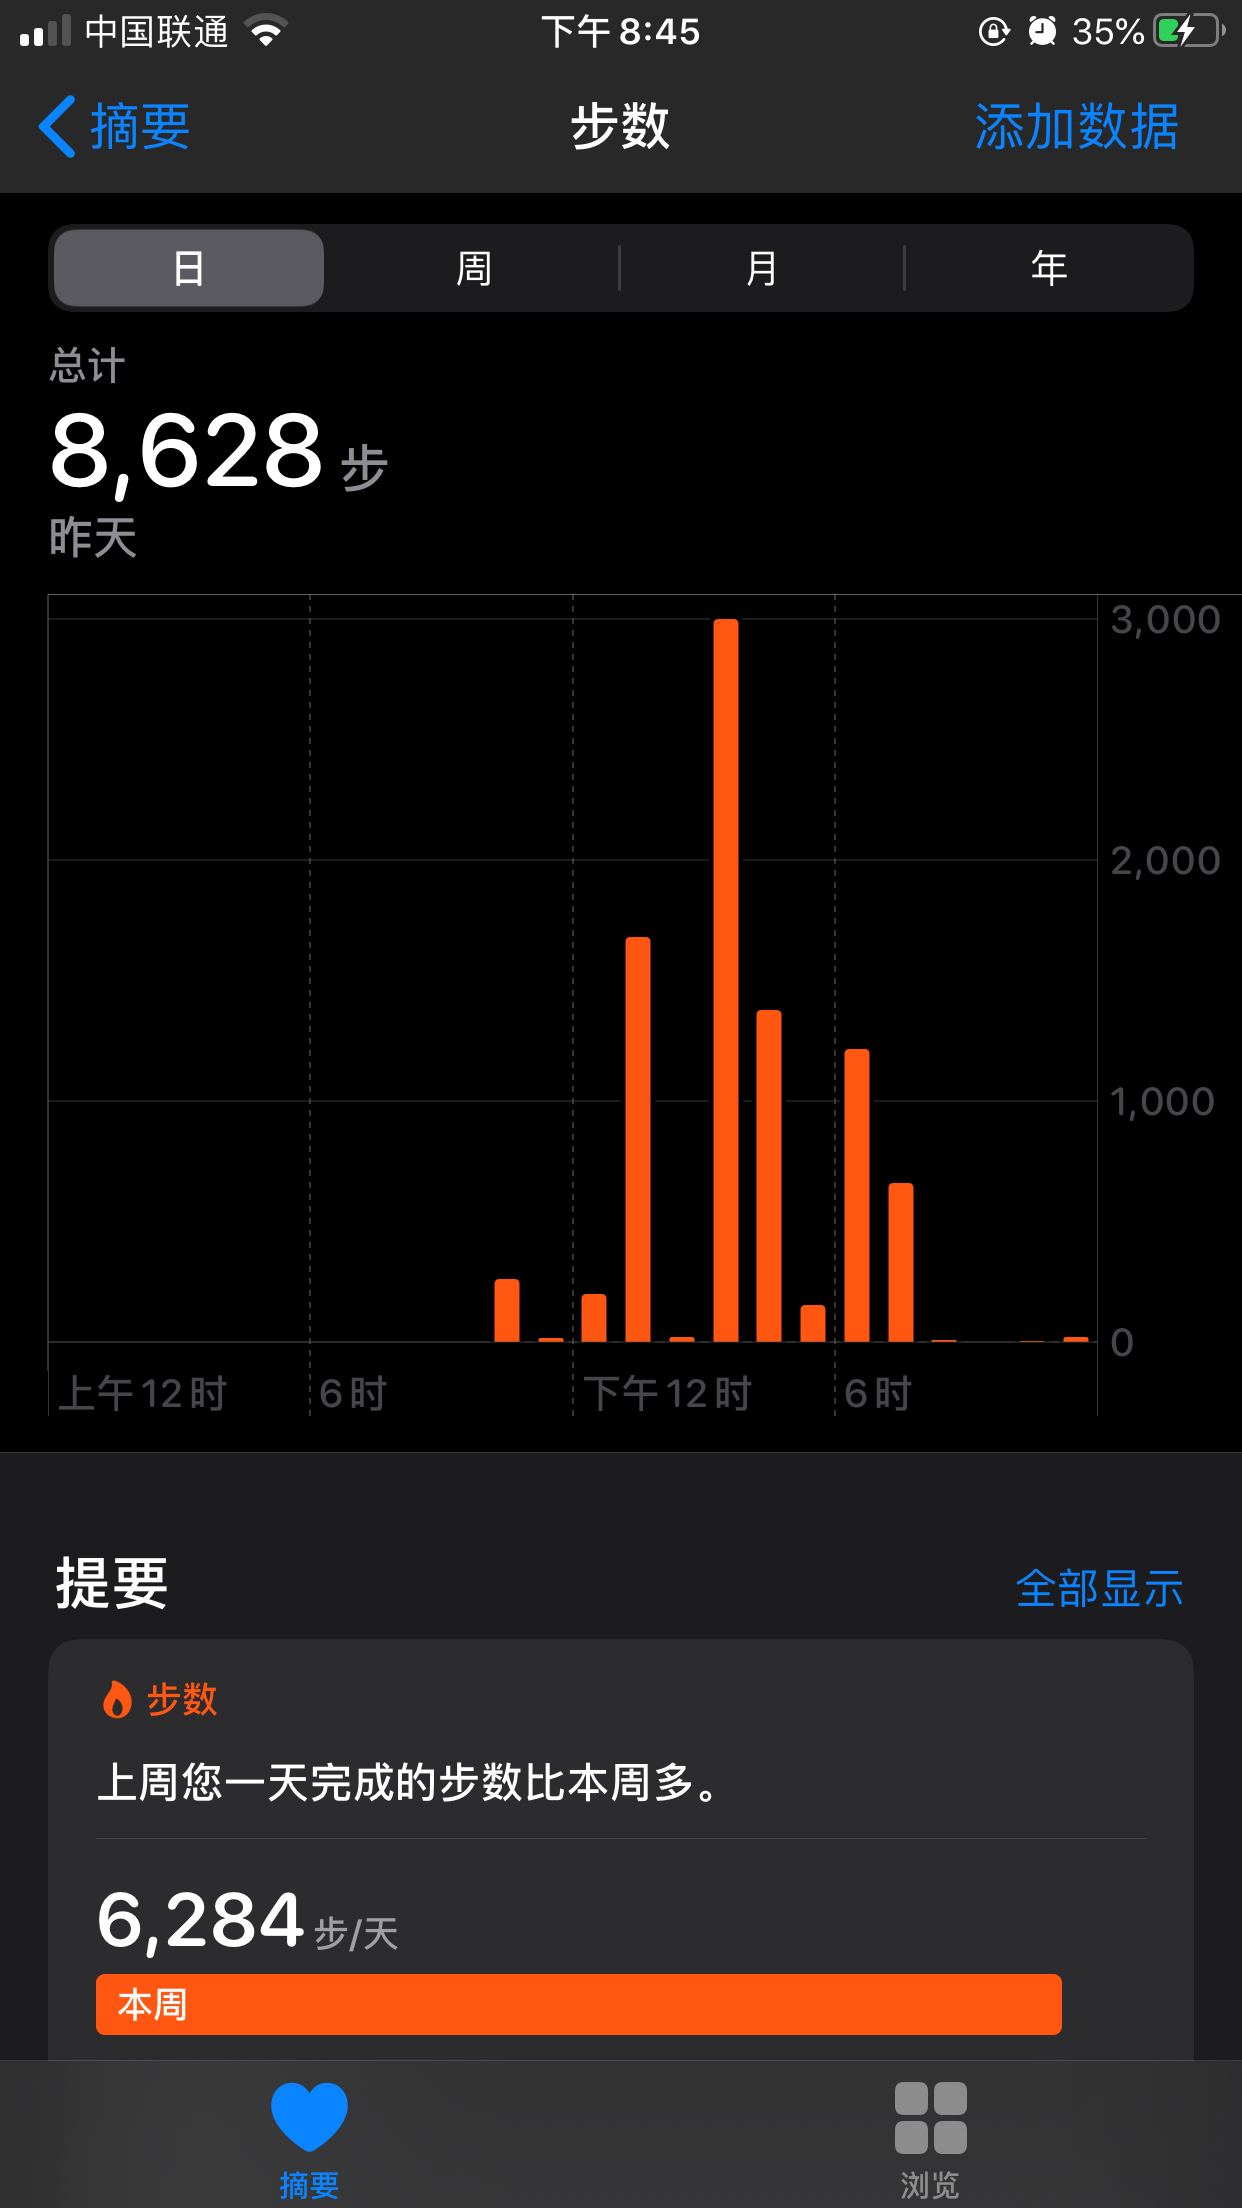 中国联通 下午 8:45 35%
摘要 步数 添加数据
日 周 月 年
总计
8,628 步
昨天
3,000
2,000
1,000
0
上午 12 时 6 时 下午 12 时 6 时
提要 全部显示
步数
上周您一天完成的步数比本周多。
6,284 步/天
本周
摘要 浏览